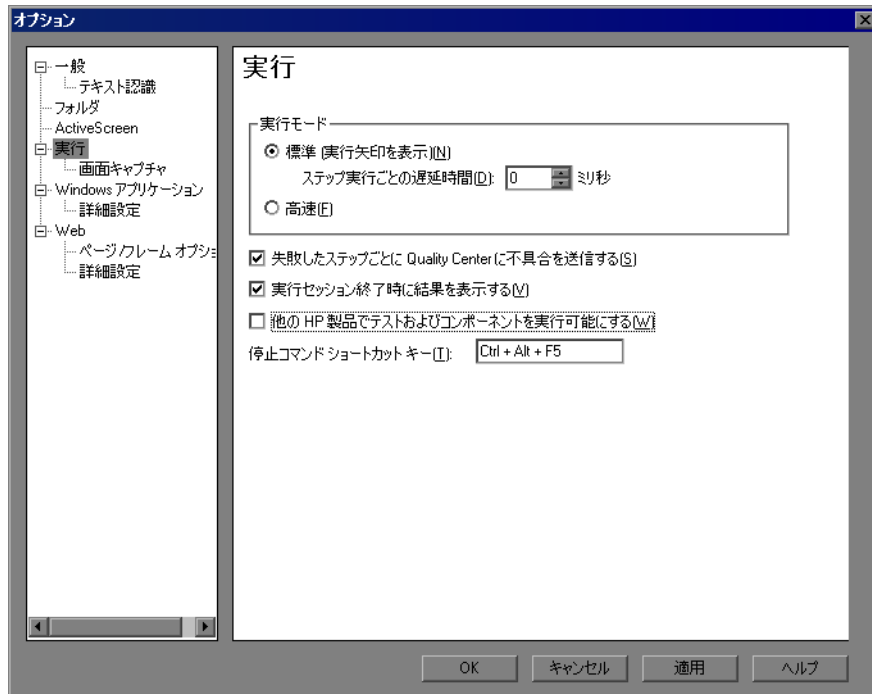 オプション
一般
テキスト認識
フォルダ
ActiveScreen
実行
画面キャプチャ
Windows アプリケーション
詳細設定
Web
ページ/フレーム オプショ
詳細設定
実行
実行モード
標準 (実行矢印を表示)(N)
ステップ実行ごとの遅延時間(D): 0 ミリ秒
高速(F)
失敗したステップごとに Quality Center に不具合を送信する(S)
実行セッション終了時に結果を表示する(V)
他の HP 製品でテストおよびコンポーネントを実行可能にする(W)
停止コマンド ショートカット キー(T): Ctrl + Alt + F5
OK キャンセル 適用 ヘルプ